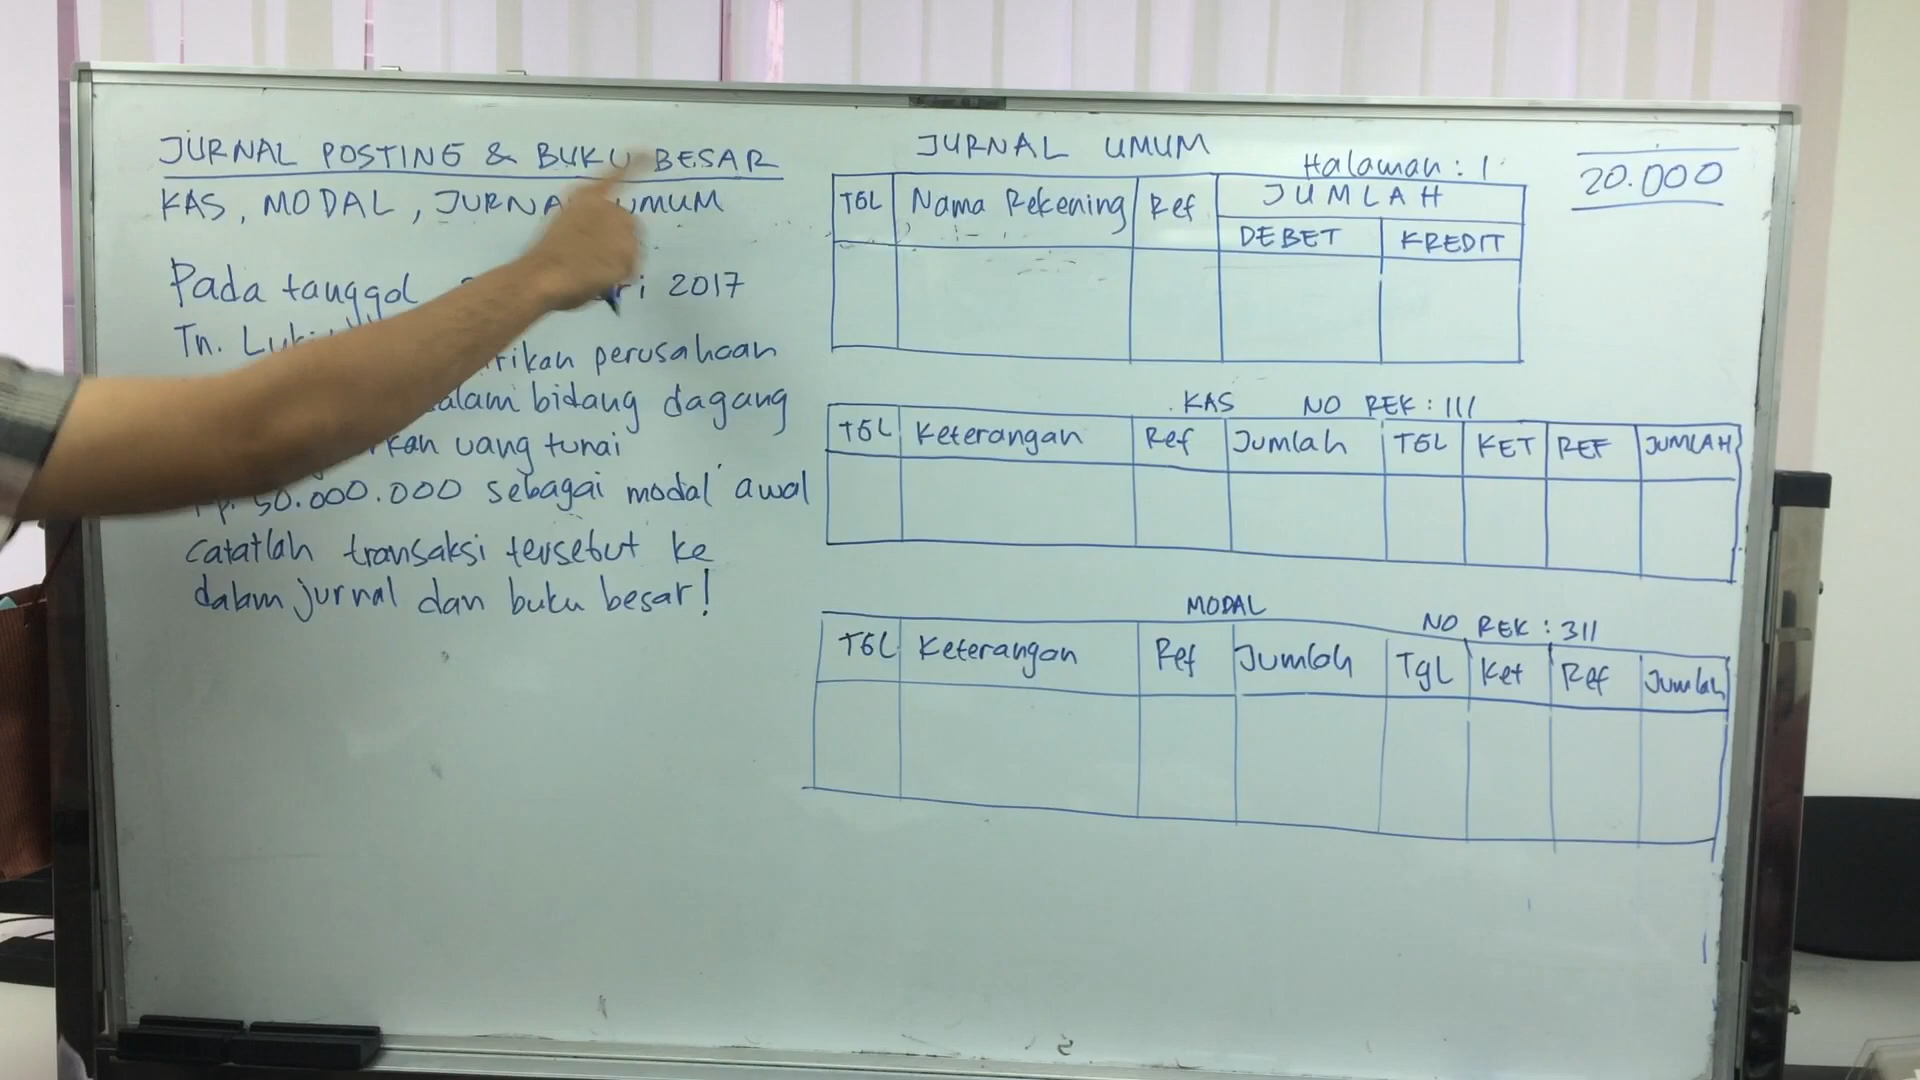 JURNAL POSTING & BUKU BESAR
KAS, MODAL, JURNA UMUM
Pada tanggal 2017
Tn.
rikan perusahaan
alam bidang dagang
rkan uang tunai
Rp. 50.000.000 sebagai modal awal
catatlah transaksi tersebut ke
dalam jurnal dan buku besar!
JURNAL UMUM
Halaman : 1
TGL Nama Rekening Ref JUMLAH
DEBET KREDIT
20.000
KAS NO REK : 111
TGL Keterangan Ref Jumlah TGL KET REF JUMLAH
MODAL
NO REK : 311
TGL Keterangan Ref Jumlah TgL Ket Ref Jumlah